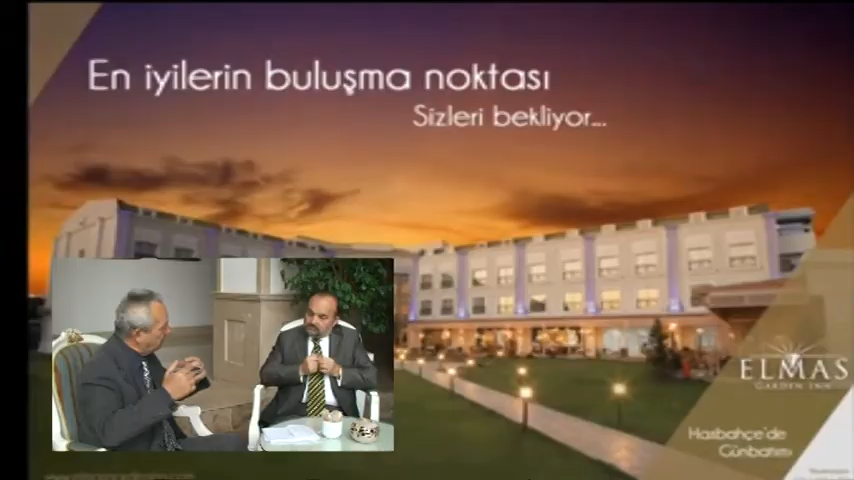 En iyilerin buluşma noktası
Sizleri bekliyor...
ELMAS
GARDEN INN
Hasbahçe'de
Günbatımı